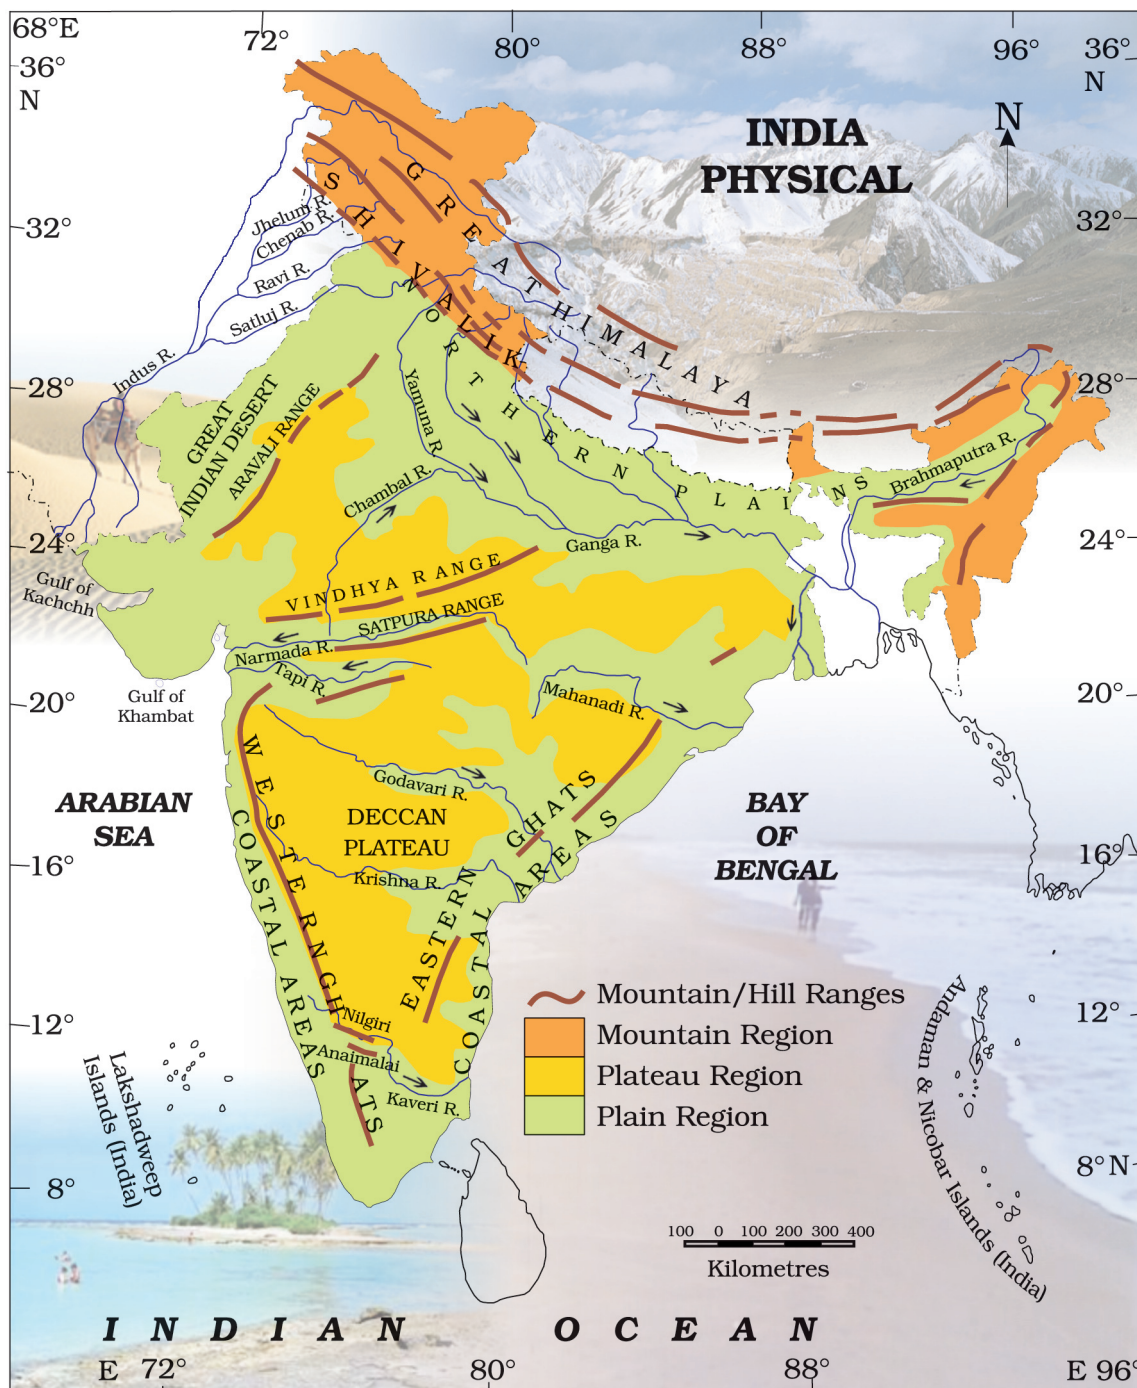 68°E
72°
80°
88°
96°
36°
N
36°
N
N
INDIA
PHYSICAL
GREAT HIMALAYA
SHIVALIK
Jhelum R.
Chenab R.
Ravi R.
Satluj R.
32°
32°
Indus R.
NORTHERN PLAINS
28°
28°
GREAT
INDIAN DESERT
ARAVALI RANGE
Yamuna R.
Chambal R.
Brahmaputra R.
Ganga R.
24°
24°
Gulf of
Kachchh
VINDHYA RANGE
SATPURA RANGE
Narmada R.
Tapi R.
Gulf of
Khambat
Mahanadi R.
20°
20°
WESTERN GHATS
COASTAL AREAS
Godavari R.
DECCAN
PLATEAU
EASTERN GHATS
COASTAL AREAS
ARABIAN
SEA
BAY
OF
BENGAL
16°
16°
Krishna R.
Nilgiri
Anaimalai
Kaveri R.
12°
12°
Mountain/Hill Ranges
Mountain Region
Plateau Region
Plain Region
Lakshadweep
Islands (India)
Andaman & Nicobar Islands (India)
8°
8°N
100 0 100 200 300 400
Kilometres
INDIAN OCEAN
E 72°
80°
88°
E 96°